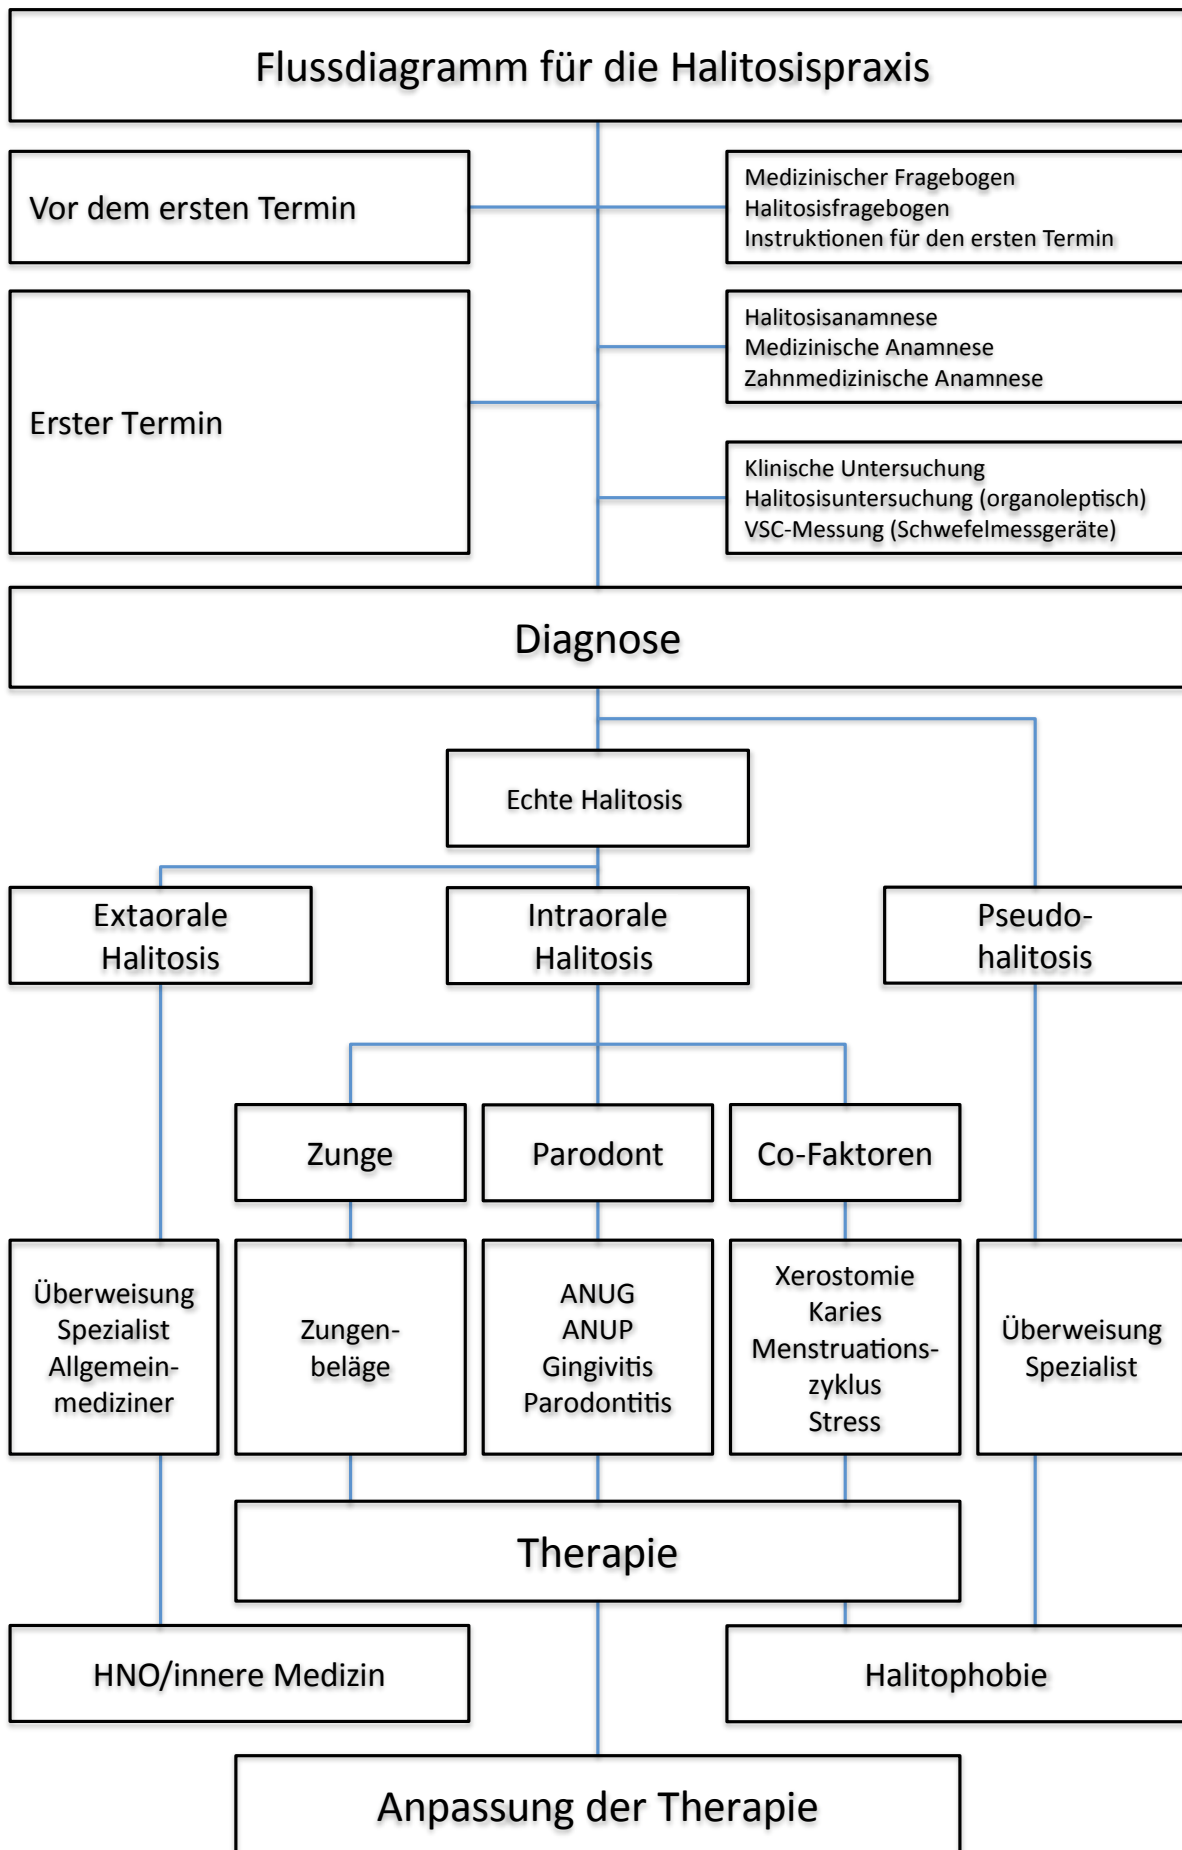 Flussdiagramm für die Halitosispraxis
Vor dem ersten Termin
Medizinischer Fragebogen
Halitosisfragebogen
Instruktionen für den ersten Termin
Erster Termin
Halitosisanamnese
Medizinische Anamnese
Zahnmedizinische Anamnese
Klinische Untersuchung
Halitosisuntersuchung (organoleptisch)
VSC-Messung (Schwefelmessgeräte)
Diagnose
Echte Halitosis
Extaorale
Halitosis
Intraorale
Halitosis
Pseudo-
halitosis
Zunge
Parodont
Co-Faktoren
Überweisung
Spezialist
Allgemein-
mediziner
Zungen-
beläge
ANUG
ANUP
Gingivitis
Parodontitis
Xerostomie
Karies
Menstruations-
zyklus
Stress
Überweisung
Spezialist
Therapie
HNO/innere Medizin
Halitophobie
Anpassung der Therapie